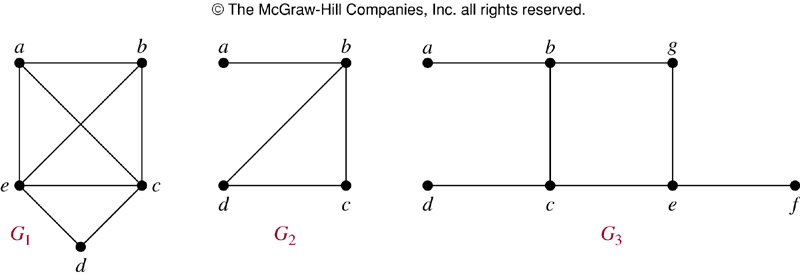 © The McGraw-Hill Companies, Inc. all rights reserved.
a b a b a b g
e c d c d c e f
G₁ G₂ G₃
d